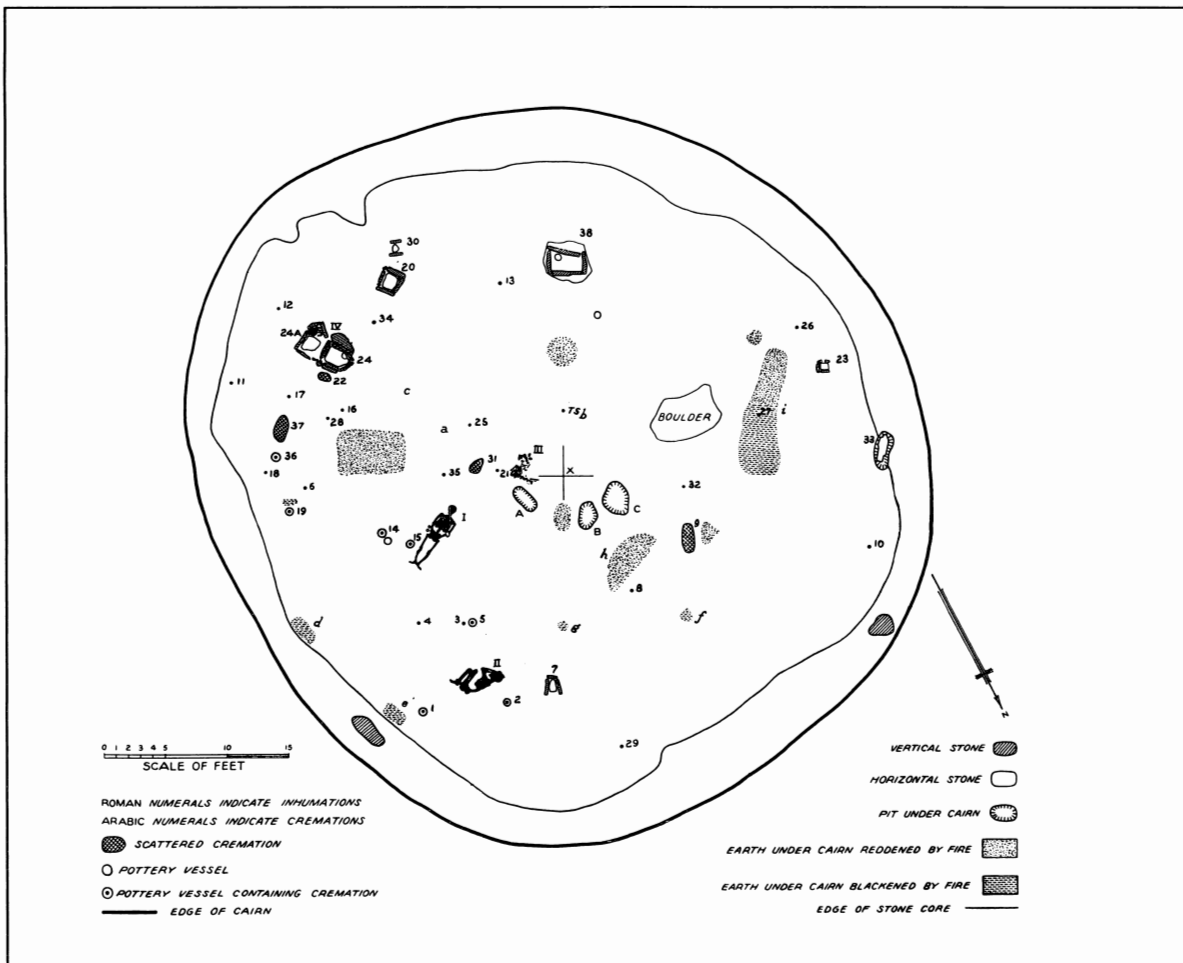 30
38
20
13
12
34
26
24A
IV
24
23
11
22
17
c
16
28
TS b
BOULDER
27 i
37
a
25
III
33
36
31
18
35
21
X
6
32
19
A
C
I
B
9
14
15
h
10
8
d
4
3
5
g
f
II
7
e
1
2
29
N
0 1 2 3 4 5 10 15
SCALE OF FEET
ROMAN NUMERALS INDICATE INHUMATIONS
ARABIC NUMERALS INDICATE CREMATIONS
SCATTERED CREMATION
POTTERY VESSEL
POTTERY VESSEL CONTAINING CREMATION
EDGE OF CAIRN
VERTICAL STONE
HORIZONTAL STONE
PIT UNDER CAIRN
EARTH UNDER CAIRN REDDENED BY FIRE
EARTH UNDER CAIRN BLACKENED BY FIRE
EDGE OF STONE CORE